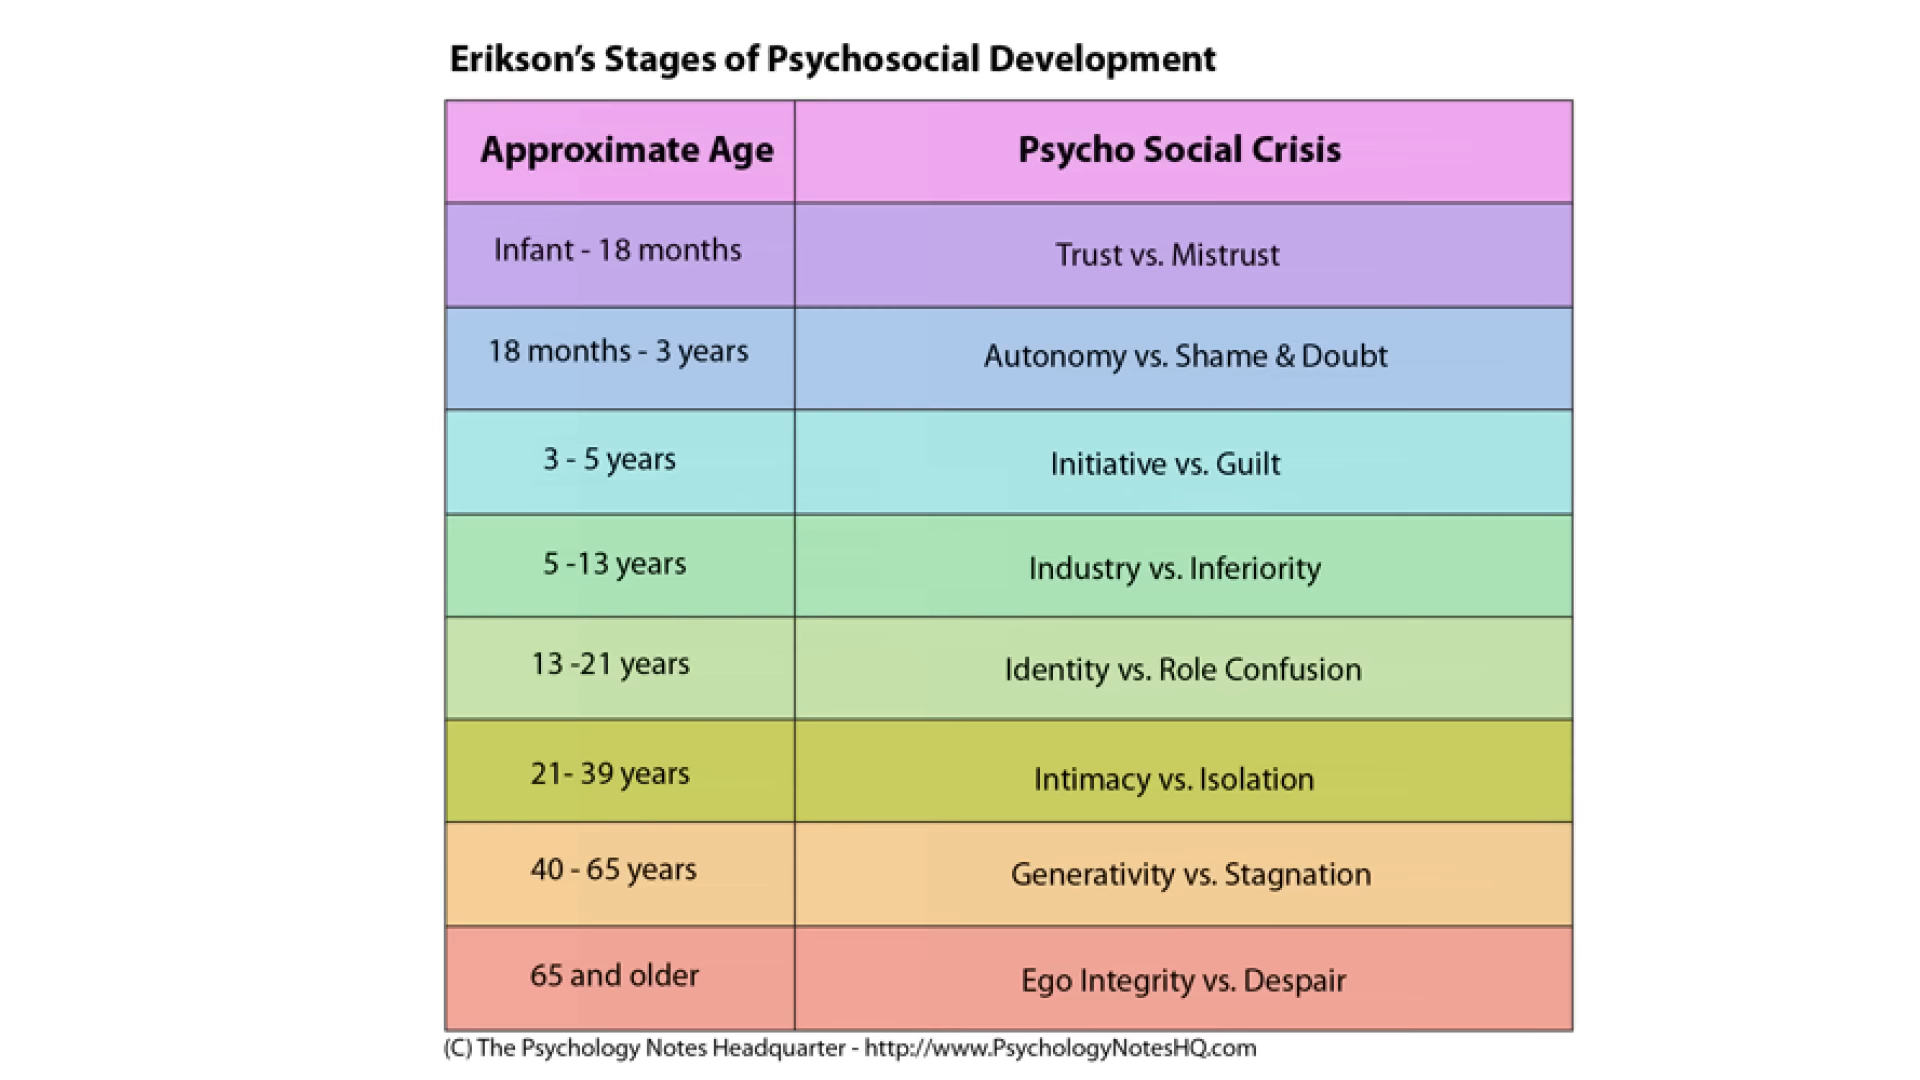 Erikson’s Stages of Psychosocial Development
Approximate Age
Psycho Social Crisis
Infant - 18 months
Trust vs. Mistrust
18 months - 3 years
Autonomy vs. Shame & Doubt
3 - 5 years
Initiative vs. Guilt
5 -13 years
Industry vs. Inferiority
13 -21 years
Identity vs. Role Confusion
21- 39 years
Intimacy vs. Isolation
40 - 65 years
Generativity vs. Stagnation
65 and older
Ego Integrity vs. Despair
(C) The Psychology Notes Headquarter - http://www.PsychologyNotesHQ.com